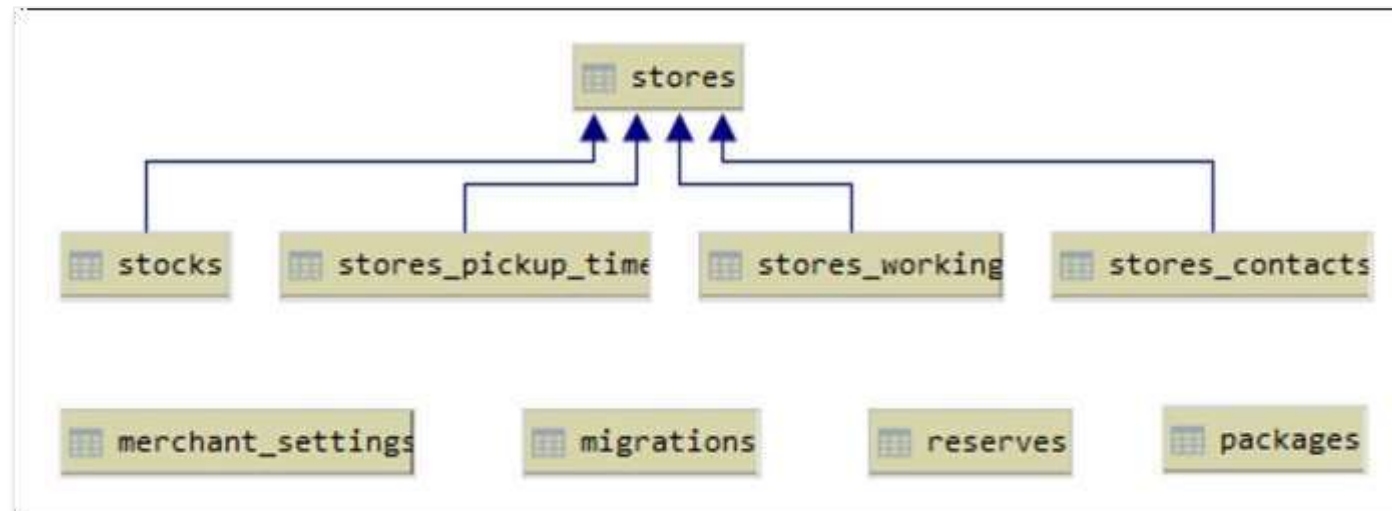 stores
stocks stores_pickup_time stores_working stores_contacts
merchant_settings migrations reserves packages